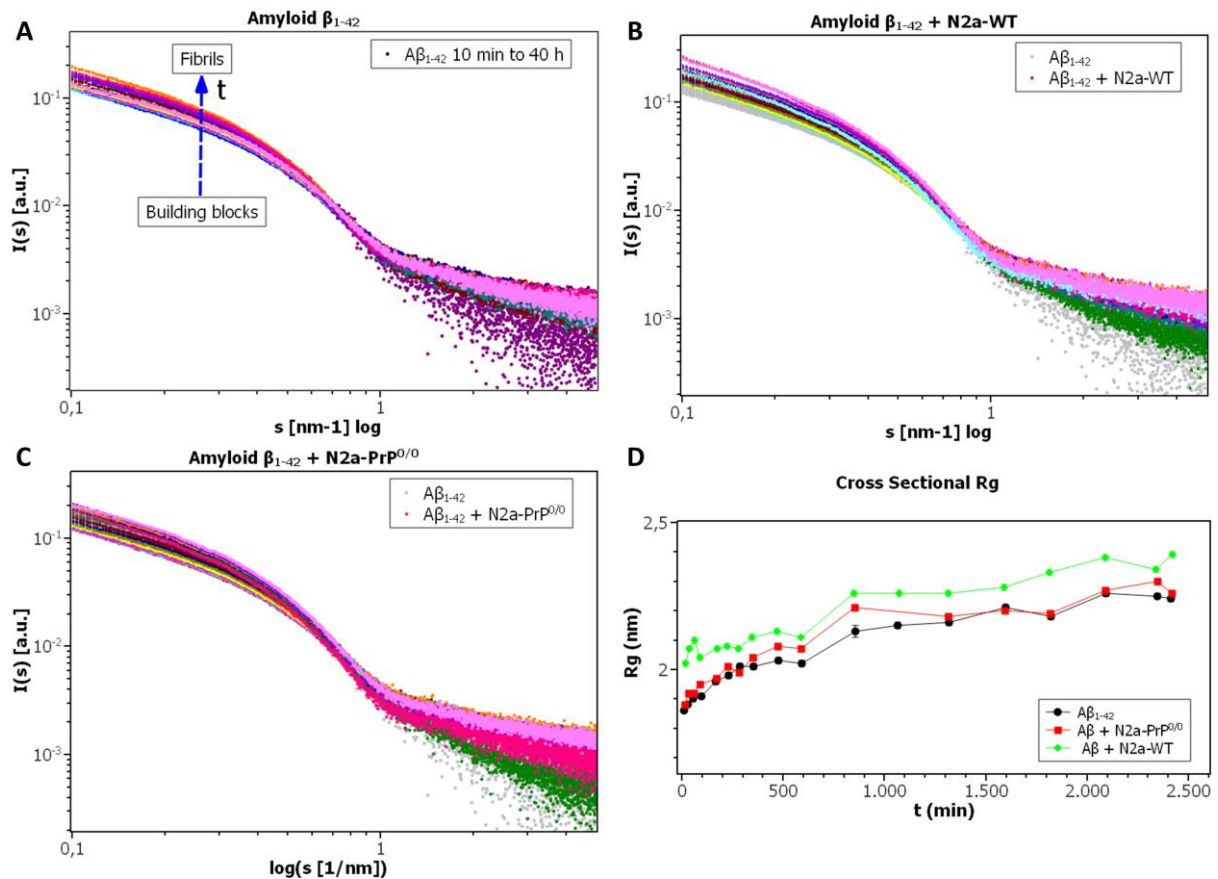 A
Amyloid β₁₋₄₂
Aβ₁₋₄₂ 10 min to 40 h
Fibrils
t
Building blocks
I(s) [a.u.]
10⁻¹
10⁻²
10⁻³
0,1
1
s [nm-1] log
B
Amyloid β₁₋₄₂ + N2a-WT
Aβ₁₋₄₂
Aβ₁₋₄₂ + N2a-WT
I(s) [a.u.]
10⁻¹
10⁻²
10⁻³
0,1
1
s [nm-1] log
C
Amyloid β₁₋₄₂ + N2a-PrP⁰/⁰
Aβ₁₋₄₂
Aβ₁₋₄₂ + N2a-PrP⁰/⁰
I(s) [a.u.]
10⁻¹
10⁻²
10⁻³
0,1
1
log(s [1/nm])
D
Cross Sectional Rg
Rg (nm)
2,5
2
Aβ₁₋₄₂
Aβ + N2a-PrP⁰/⁰
Aβ + N2a-WT
0 500 1.000 1.500 2.000 2.500
t (min)